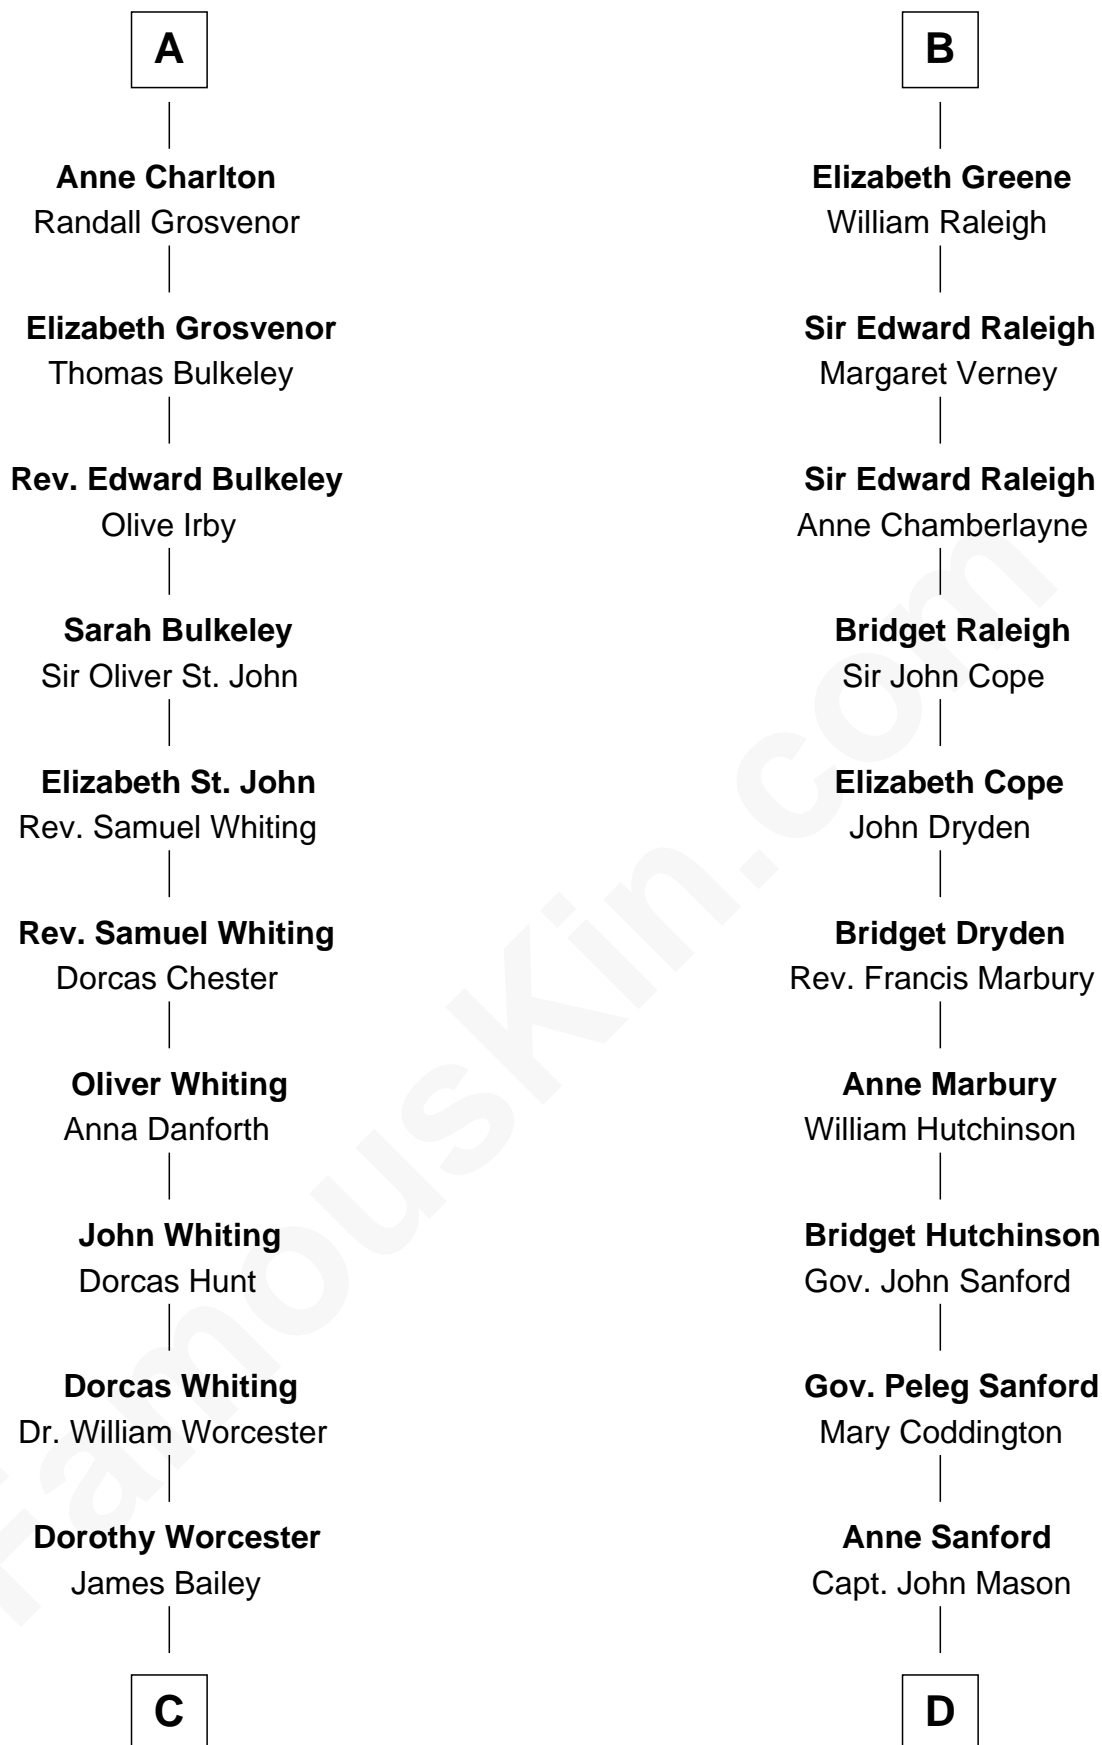 A
Anne Charlton
Randall Grosvenor
Elizabeth Grosvenor
Thomas Bulkeley
Rev. Edward Bulkeley
Olive Irby
Sarah Bulkeley
Sir Oliver St. John
Elizabeth St. John
Rev. Samuel Whiting
Rev. Samuel Whiting
Dorcas Chester
Oliver Whiting
Anna Danforth
John Whiting
Dorcas Hunt
Dorcas Whiting
Dr. William Worcester
Dorothy Worcester
James Bailey
C
B
Elizabeth Greene
William Raleigh
Sir Edward Raleigh
Margaret Verney
Sir Edward Raleigh
Anne Chamberlayne
Bridget Raleigh
Sir John Cope
Elizabeth Cope
John Dryden
Bridget Dryden
Rev. Francis Marbury
Anne Marbury
William Hutchinson
Bridget Hutchinson
Gov. John Sanford
Gov. Peleg Sanford
Mary Coddington
Anne Sanford
Capt. John Mason
D
FamousKin.com